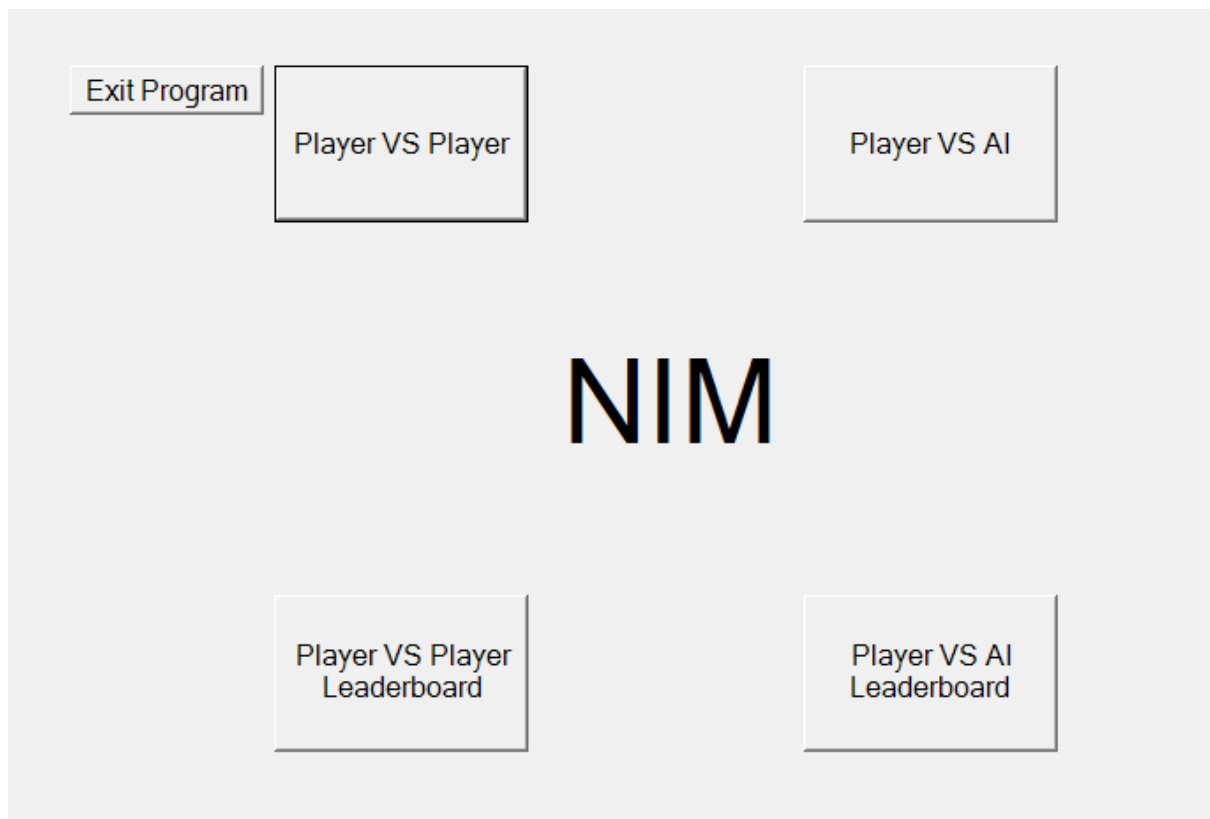 Exit Program
Player VS Player
Player VS AI
NIM
Player VS Player
Leaderboard
Player VS AI
Leaderboard